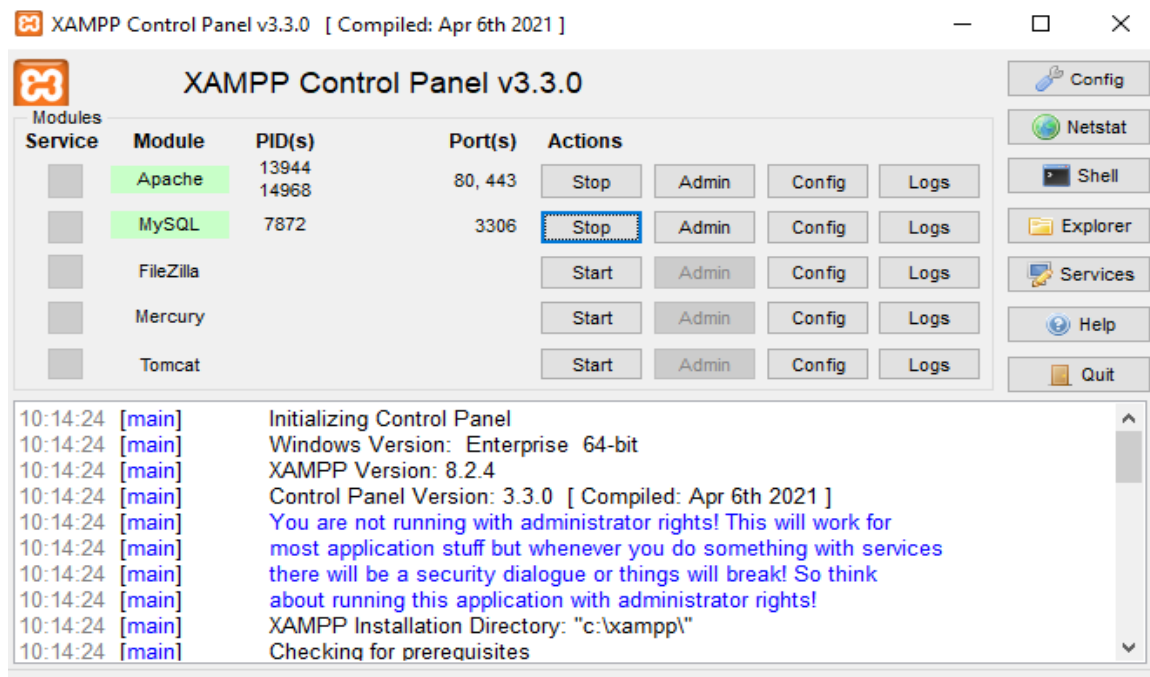 XAMPP Control Panel v3.3.0 [ Compiled: Apr 6th 2021 ]
XAMPP Control Panel v3.3.0
Config
Modules
Service Module PID(s) Port(s) Actions
Netstat
Apache 13944 14968 80, 443 Stop Admin Config Logs
Shell
MySQL 7872 3306 Stop Admin Config Logs
Explorer
FileZilla Start Admin Config Logs
Services
Mercury Start Admin Config Logs
Help
Tomcat Start Admin Config Logs
Quit
10:14:24 [main] Initializing Control Panel
10:14:24 [main] Windows Version: Enterprise 64-bit
10:14:24 [main] XAMPP Version: 8.2.4
10:14:24 [main] Control Panel Version: 3.3.0 [ Compiled: Apr 6th 2021 ]
10:14:24 [main] You are not running with administrator rights! This will work for
10:14:24 [main] most application stuff but whenever you do something with services
10:14:24 [main] there will be a security dialogue or things will break! So think
10:14:24 [main] about running this application with administrator rights!
10:14:24 [main] XAMPP Installation Directory: "c:\xampp\"
10:14:24 [main] Checking for prerequisites